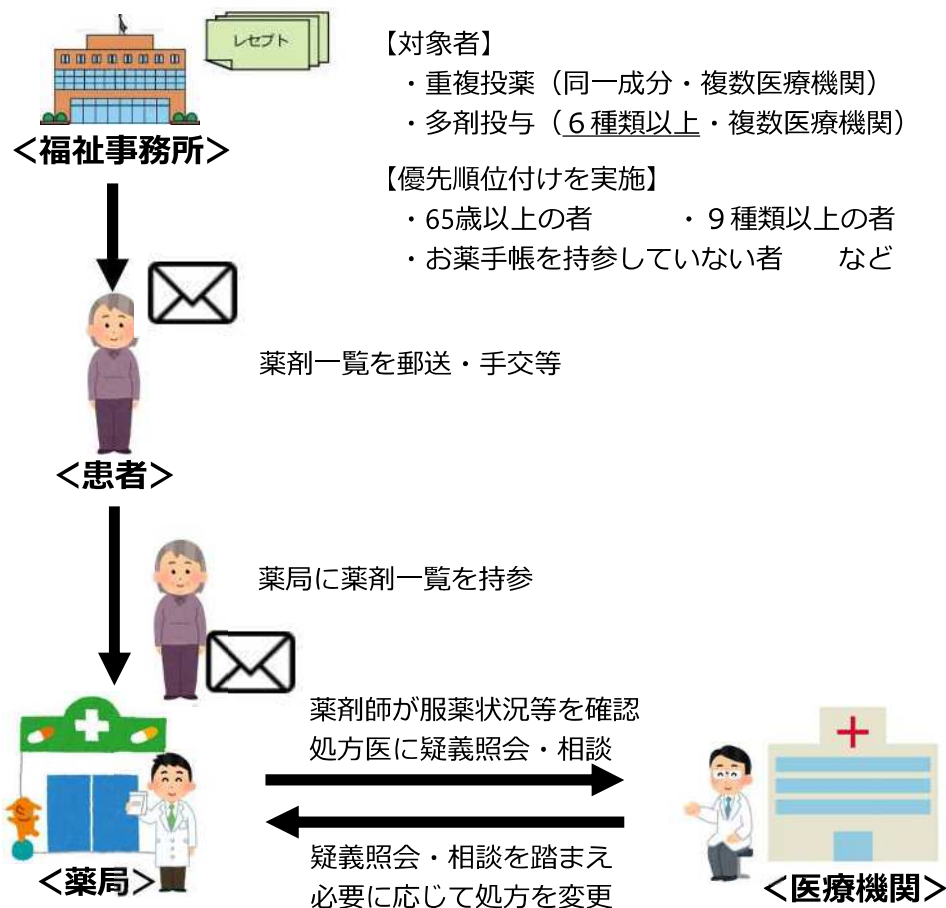 レセプト
【対象者】
・重複投薬（同一成分・複数医療機関）
・多剤投与（６種類以上・複数医療機関）
＜福祉事務所＞
【優先順位付けを実施】
・65歳以上の者　　　・９種類以上の者
・お薬手帳を持参していない者　　など
薬剤一覧を郵送・手交等
＜患者＞
薬局に薬剤一覧を持参
薬剤師が服薬状況等を確認
処方医に疑義照会・相談
疑義照会・相談を踏まえ
必要に応じて処方を変更
＜薬局＞
＜医療機関＞